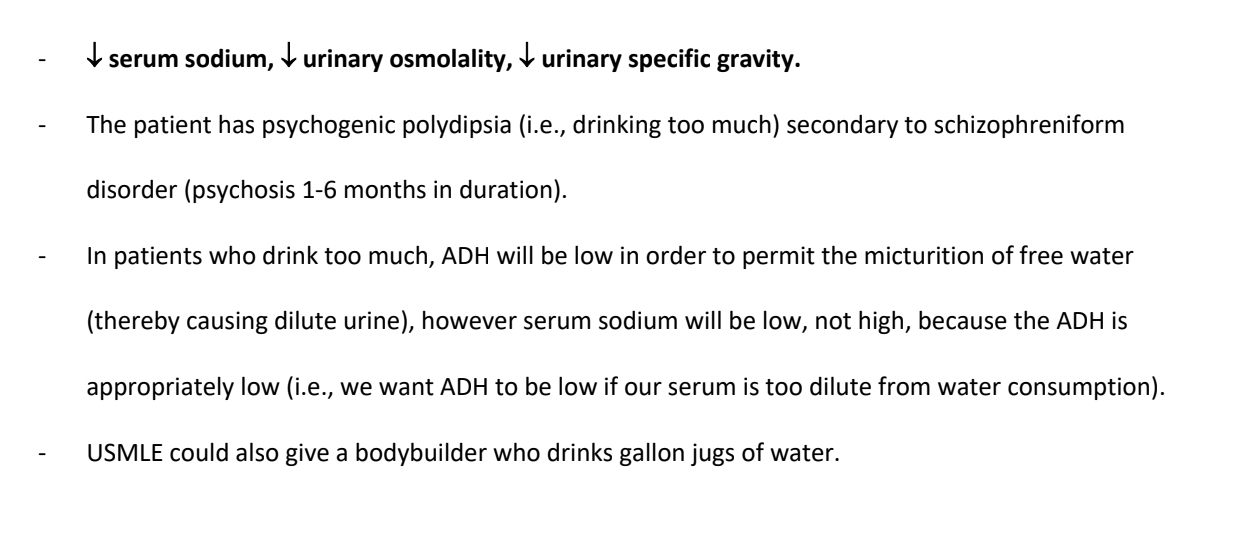 - ↓ serum sodium, ↓ urinary osmolality, ↓ urinary specific gravity.
- The patient has psychogenic polydipsia (i.e., drinking too much) secondary to schizophreniform
disorder (psychosis 1-6 months in duration).
- In patients who drink too much, ADH will be low in order to permit the micturition of free water
(thereby causing dilute urine), however serum sodium will be low, not high, because the ADH is
appropriately low (i.e., we want ADH to be low if our serum is too dilute from water consumption).
- USMLE could also give a bodybuilder who drinks gallon jugs of water.